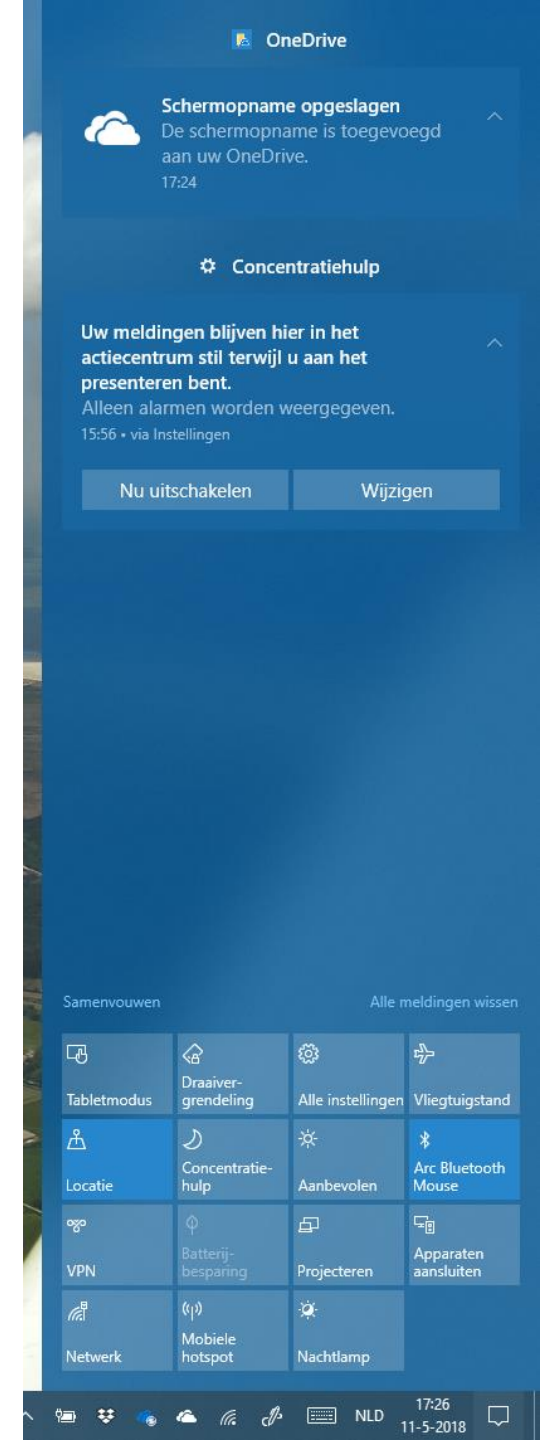 OneDrive
Schermopname opgeslagen
De schermopname is toegevoegd
aan uw OneDrive.
17:24
Concentratiehulp
Uw meldingen blijven hier in het
actiecentrum stil terwijl u aan het
presenteren bent.
Alleen alarmen worden weergegeven.
15:56 • via Instellingen
Nu uitschakelen Wijzigen
Samenvouwen Alle meldingen wissen
Tabletmodus
Draaiver-
grendeling
Alle instellingen
Vliegtuigstand
Locatie
Concentratie-
hulp
Aanbevolen
Arc Bluetooth
Mouse
VPN
Batterij-
besparing
Projecteren
Apparaten
aansluiten
Netwerk
Mobiele
hotspot
Nachtlamp
NLD
17:26
11-5-2018